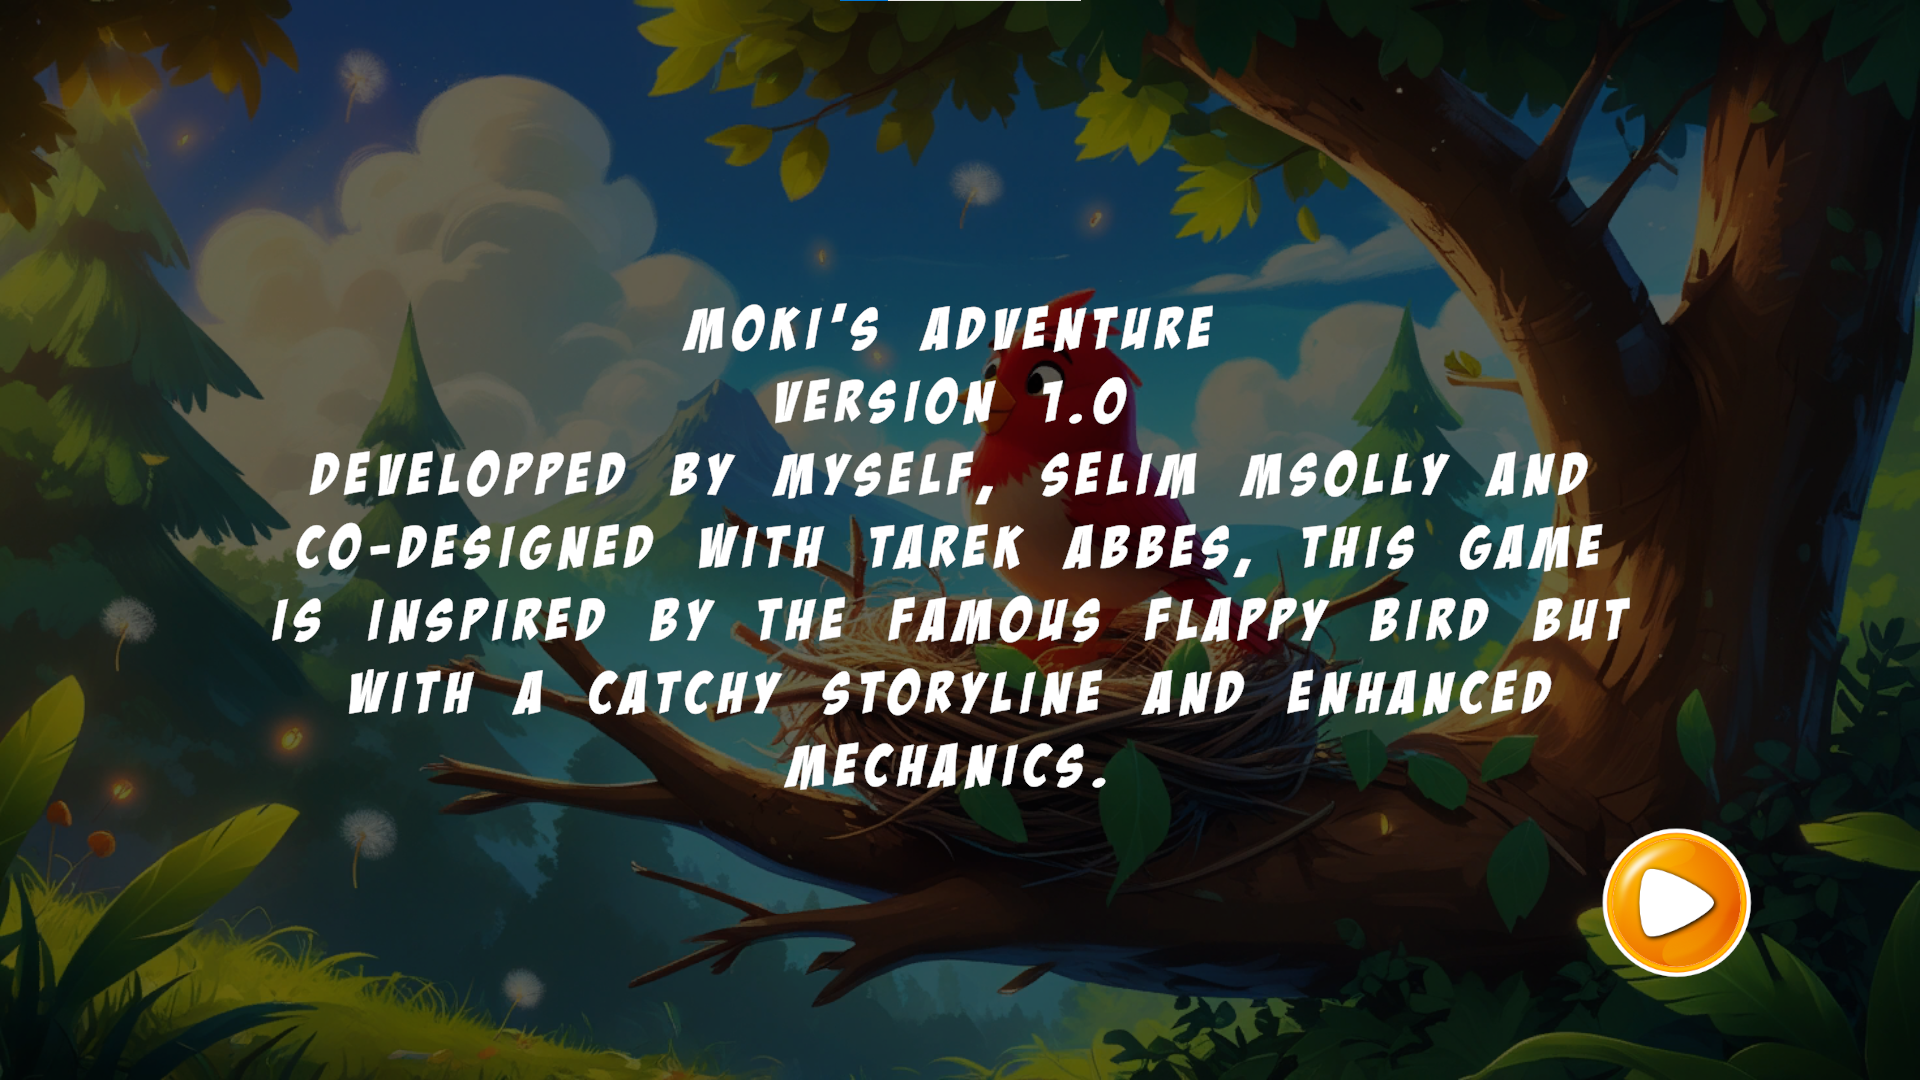 MOKI'S ADVENTURE
VERSION 1.0
DEVELOPPED BY MYSELF, SELIM MSOLLY AND
CO-DESIGNED WITH TAREK ABBES, THIS GAME
IS INSPIRED BY THE FAMOUS FLAPPY BIRD BUT
WITH A CATCHY STORYLINE AND ENHANCED
MECHANICS.